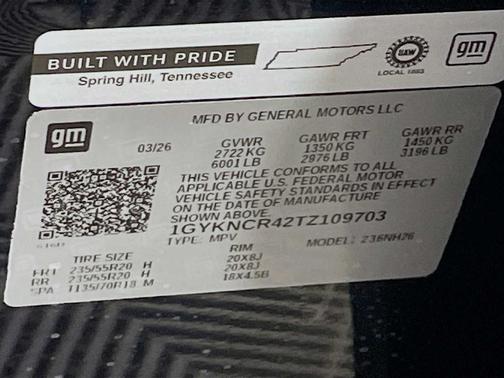 BUILT WITH PRIDE
Spring Hill, Tennessee
UAW
LOCAL 1853
gm
gm
MFD BY GENERAL MOTORS LLC
03/26 GVWR GAWR FRT GAWR RR
2722 KG 1350 KG 1450 KG
6001 LB 2976 LB 3196 LB
THIS VEHICLE CONFORMS TO ALL
APPLICABLE U.S. FEDERAL MOTOR
VEHICLE SAFETY STANDARDS IN EFFECT
ON THE DATE OF MANUFACTURE
SHOWN ABOVE.
1GYKNCR42TZ109703
TYPE: MPV MODEL: 236NH26
TIRE SIZE RIM
FRT 235/55R20 H 20X8J
RR 235/55R20 H 20X8J
SPA T135/70R18 M 18X4.5B